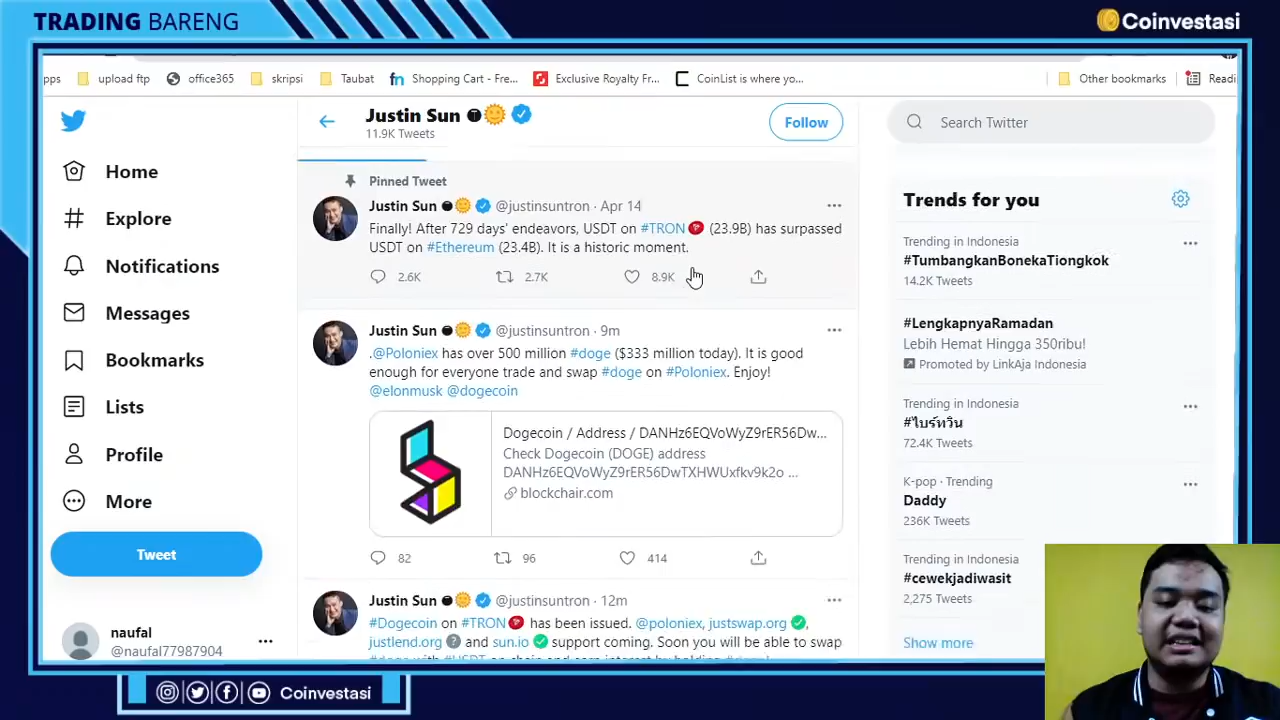 TRADING BARENG
Coinvestasi
upload ftp
office365
skripsi
Taubat
Shopping Cart - Fre...
Exclusive Royalty Fr...
CoinList is where yo...
Other bookmarks
Home
Explore
Notifications
Messages
Bookmarks
Lists
Profile
More
Tweet
naufal
@naufal77987904
Justin Sun
11.9K Tweets
Follow
Pinned Tweet
Justin Sun @justinsuntron · Apr 14
Finally! After 729 days' endeavors, USDT on #TRON (23.9B) has surpassed
USDT on #Ethereum (23.4B). It is a historic moment.
2.6K 2.7K 8.9K
Justin Sun @justinsuntron · 9m
.@Poloniex has over 500 million #doge ($333 million today). It is good
enough for everyone trade and swap #doge on #Poloniex. Enjoy!
@elonmusk @dogecoin
Dogecoin / Address / DANHz6EQVoWyZ9rER56Dw...
Check Dogecoin (DOGE) address
DANHz6EQVoWyZ9rER56DwTXHWUxfkv9k2o ...
blockchair.com
82 96 414
Justin Sun @justinsuntron · 12m
#Dogecoin on #TRON has been issued. @poloniex, justswap.org ,
justlend.org and sun.io support coming. Soon you will be able to swap
Search Twitter
Trends for you
Trending in Indonesia
#TumbangkanBonekaTiongkok
14.2K Tweets
#LengkapnyaRamadan
Lebih Hemat Hingga 350ribu!
Promoted by LinkAja Indonesia
Trending in Indonesia
#ไบร์ทวิน
72.4K Tweets
K-pop · Trending
Daddy
236K Tweets
Trending in Indonesia
#cewekjadiwasit
2,275 Tweets
Show more
Coinvestasi